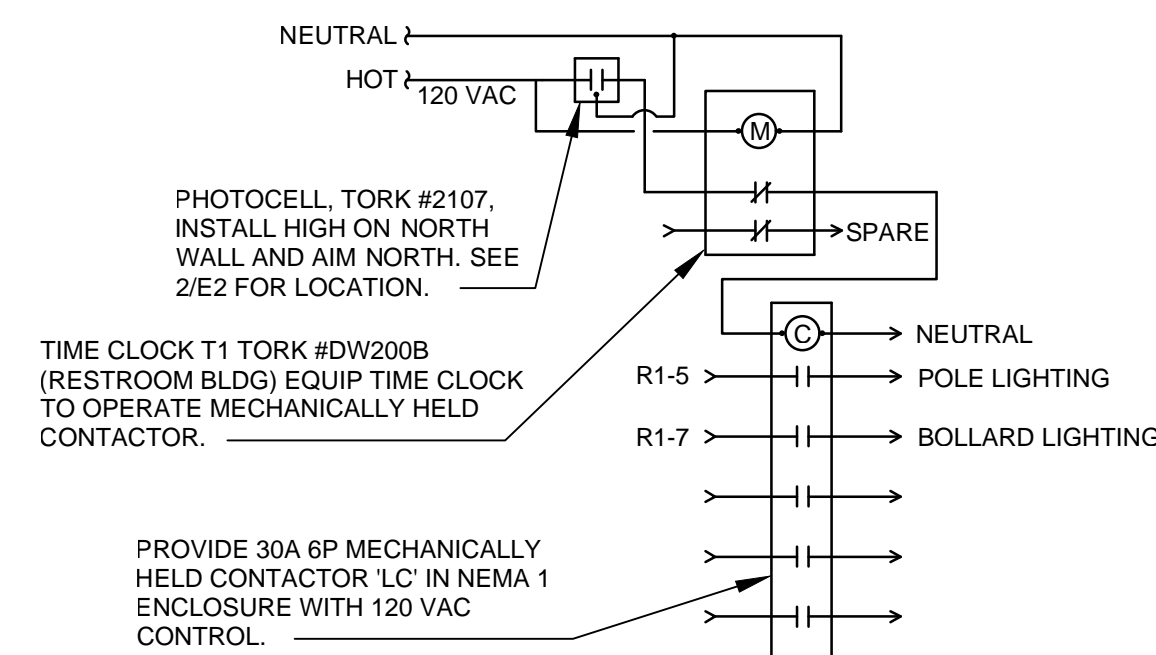 NEUTRAL
HOT
120 VAC
M
PHOTOCELL, TORK #2107,
INSTALL HIGH ON NORTH
WALL AND AIM NORTH. SEE
2/E2 FOR LOCATION.
SPARE
TIME CLOCK T1 TORK #DW200B
(RESTROOM BLDG) EQUIP TIME CLOCK
TO OPERATE MECHANICALLY HELD
CONTACTOR.
C
NEUTRAL
R1-5
POLE LIGHTING
R1-7
BOLLARD LIGHTING
PROVIDE 30A 6P MECHANICALLY
HELD CONTACTOR 'LC' IN NEMA 1
ENCLOSURE WITH 120 VAC
CONTROL.